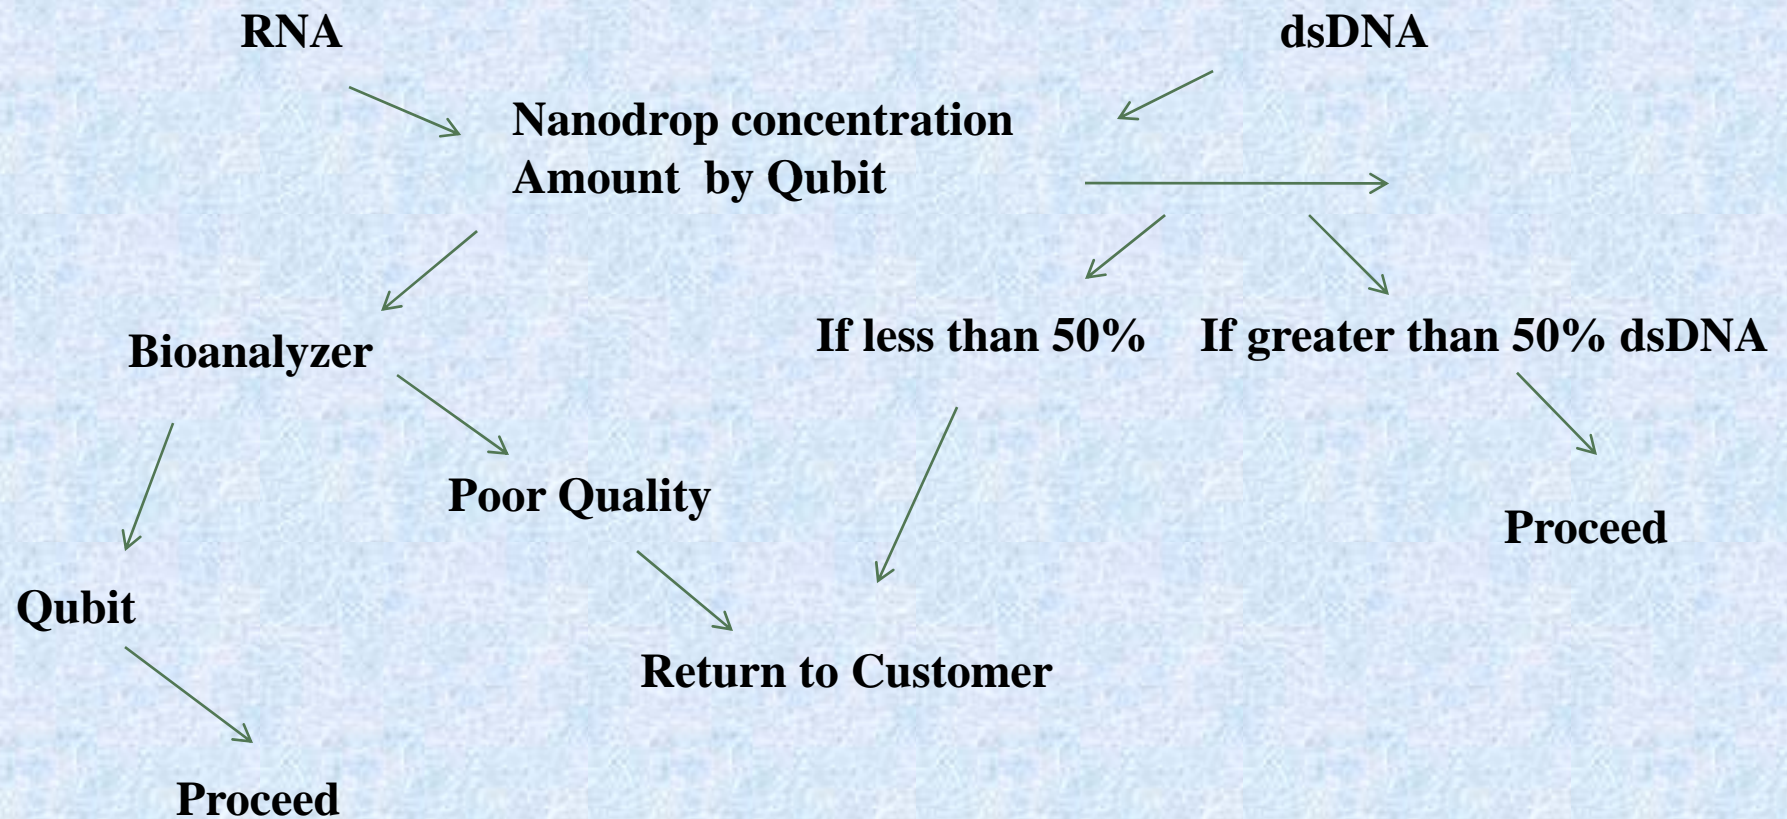 RNA
dsDNA
Nanodrop concentration
Amount by Qubit
If less than 50%
If greater than 50% dsDNA
Bioanalyzer
Poor Quality
Proceed
Qubit
Return to Customer
Proceed